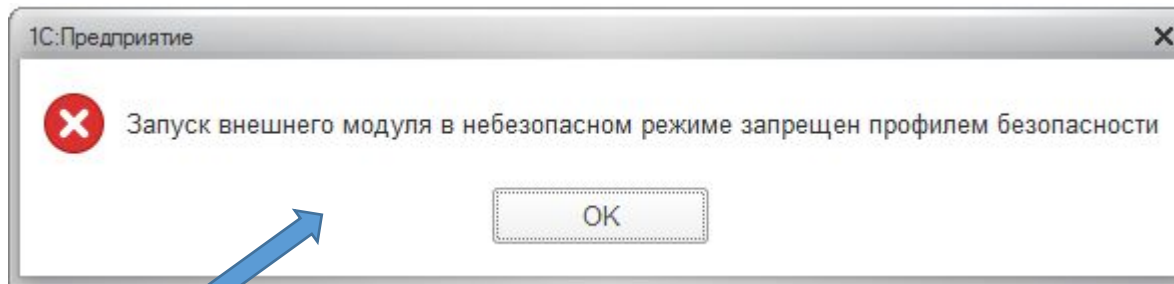 1С:Предприятие
Запуск внешнего модуля в небезопасном режиме запрещен профилем безопасности
OK